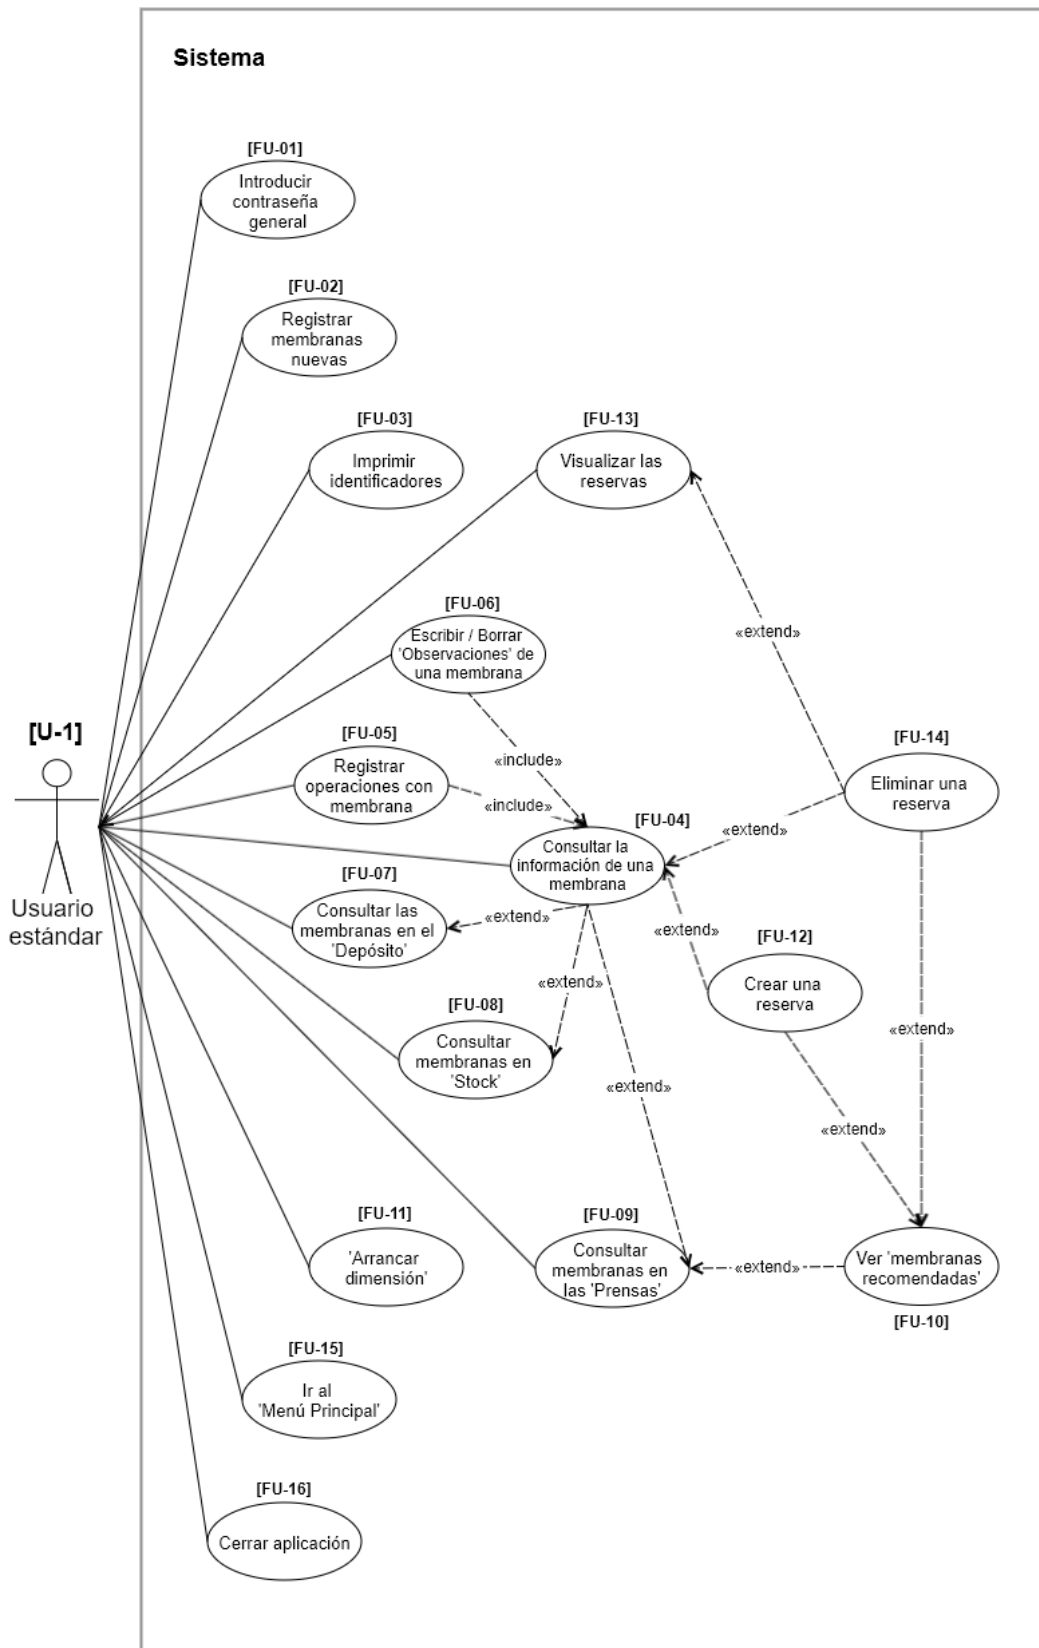 Sistema
[FU-01]
Introducir
contraseña
general
[FU-02]
Registrar
membranas
nuevas
[FU-03]
Imprimir
identificadores
[FU-13]
Visualizar las
reservas
«extend»
[FU-06]
Escribir / Borrar
'Observaciones' de
una membrana
«include»
[U-1]
Usuario
estándar
[FU-05]
Registrar
operaciones con
membrana
«include»
[FU-14]
Eliminar una
reserva
«extend»
[FU-04]
Consultar la
información de una
membrana
[FU-07]
Consultar las
membranas en el
'Depósito'
«extend»
«extend»
[FU-12]
Crear una
reserva
«extend»
[FU-08]
Consultar
membranas en
'Stock'
«extend»
«extend»
«extend»
[FU-11]
'Arrancar
dimensión'
[FU-09]
Consultar
membranas en
las 'Prensas'
«extend»
Ver 'membranas
recomendadas'
[FU-10]
[FU-15]
Ir al
'Menú Principal'
[FU-16]
Cerrar aplicación